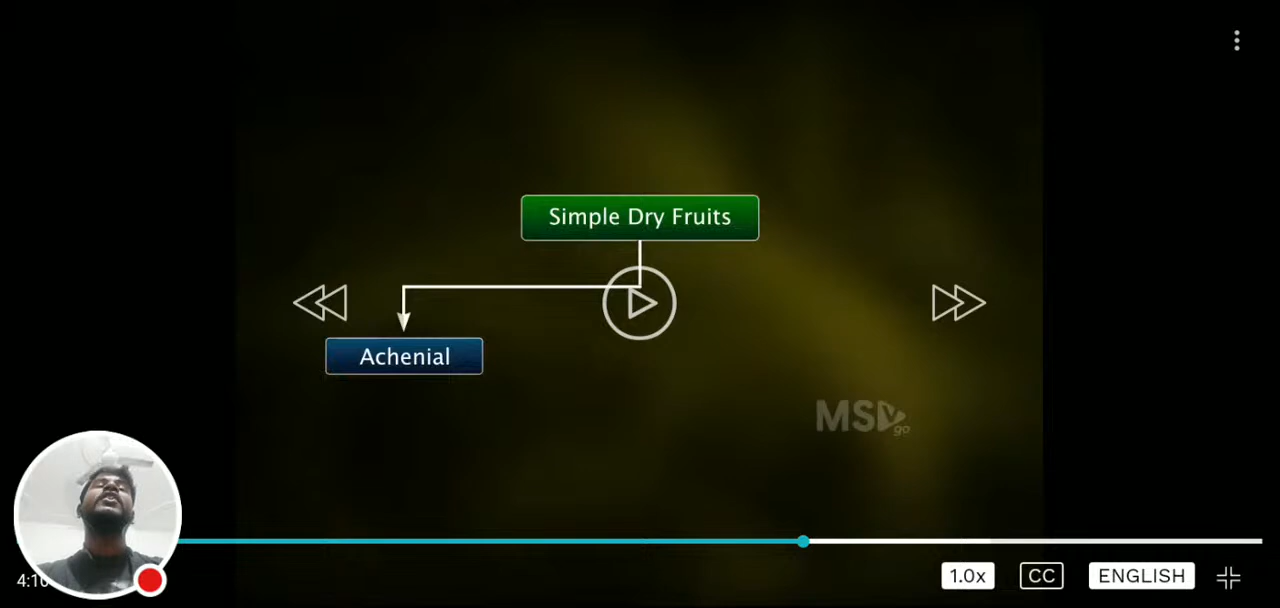 Simple Dry Fruits
Achenial
MSV
go
1.0x
CC
ENGLISH